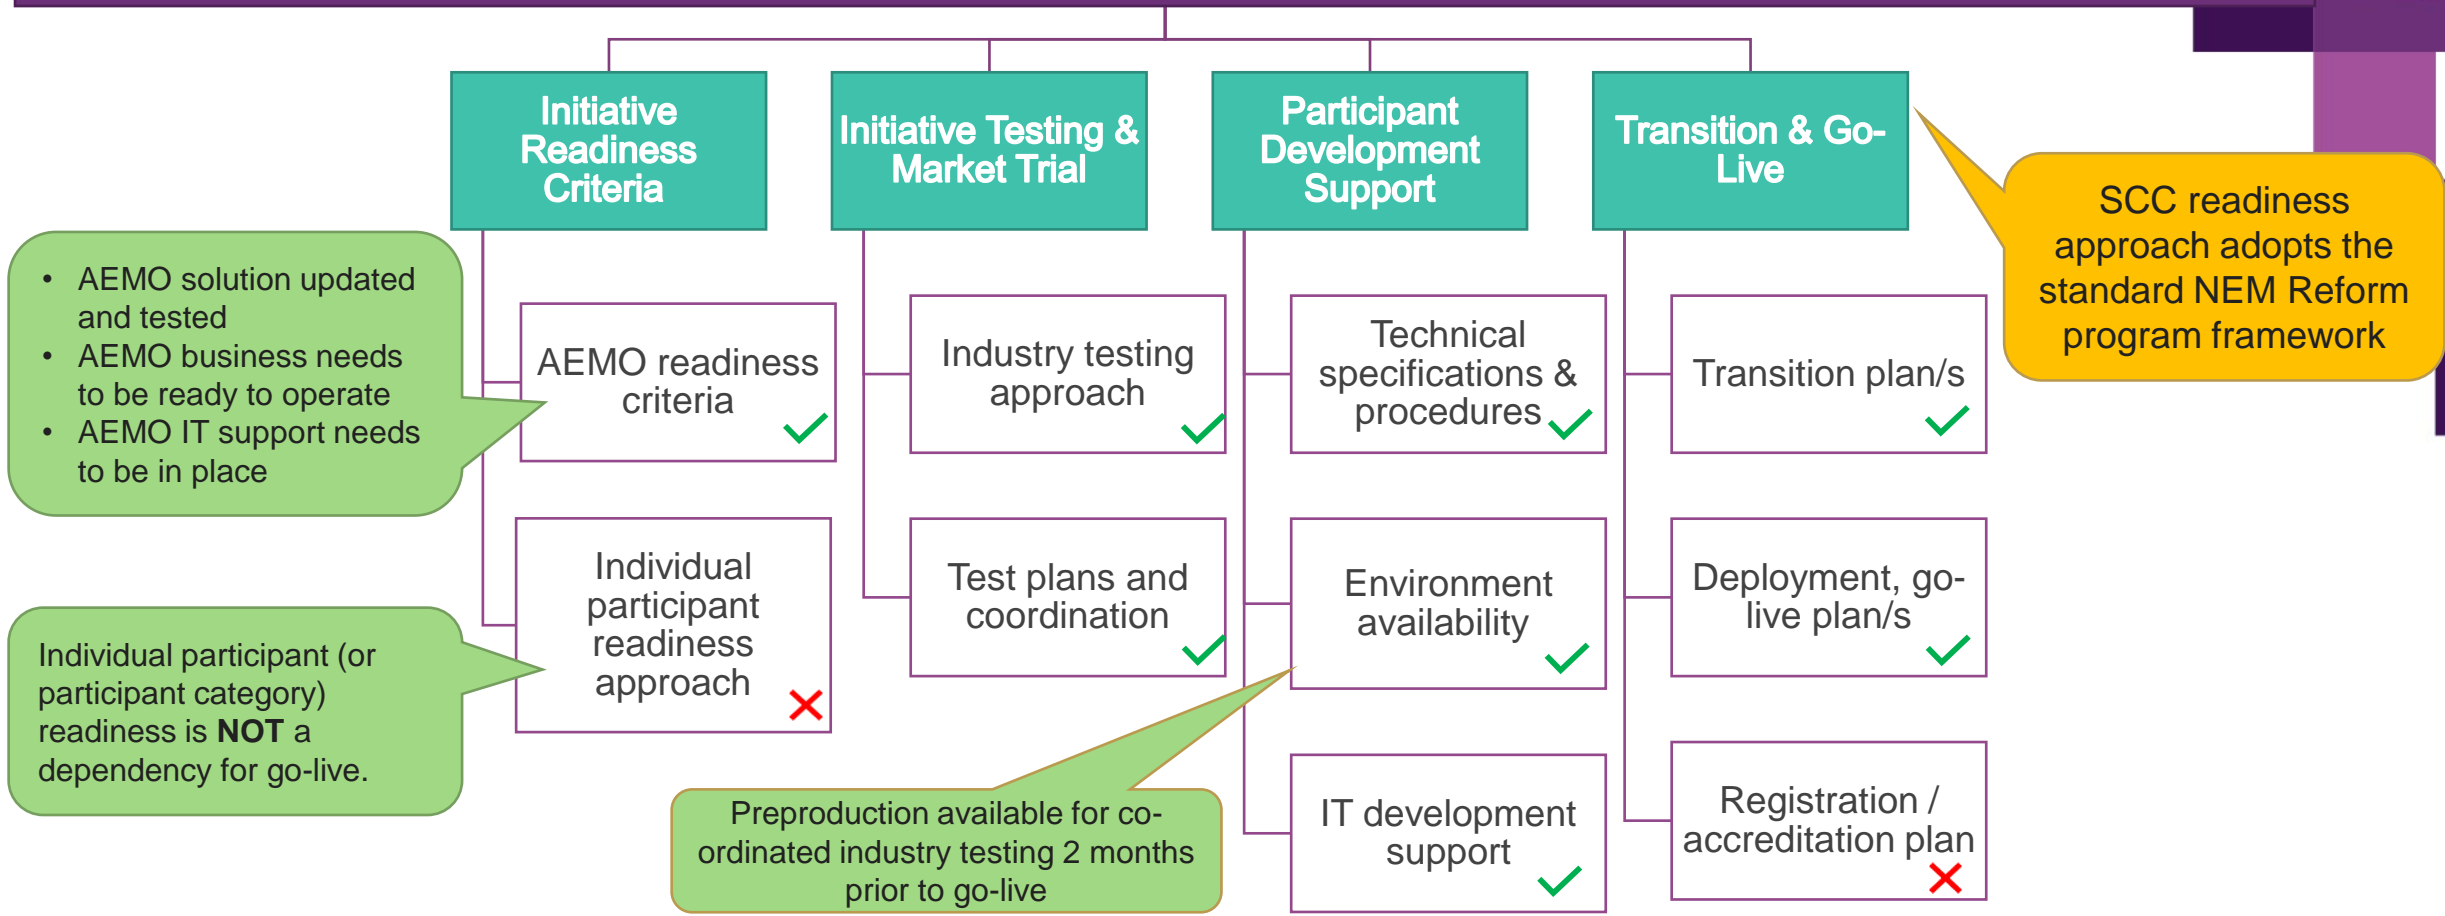 Initiative
Readiness
Criteria
Initiative Testing &
Market Trial
Participant
Development
Support
Transition & Go-
Live
SCC readiness
approach adopts the
standard NEM Reform
program framework
• AEMO solution updated
and tested
• AEMO business needs
to be ready to operate
• AEMO IT support needs
to be in place
AEMO readiness
criteria
Industry testing
approach
Technical
specifications &
procedures
Transition plan/s
Individual
participant
readiness
approach
Test plans and
coordination
Environment
availability
Deployment, go-
live plan/s
Individual participant (or
participant category)
readiness is NOT a
dependency for go-live.
Preproduction available for co-
ordinated industry testing 2 months
prior to go-live
IT development
support
Registration /
accreditation plan